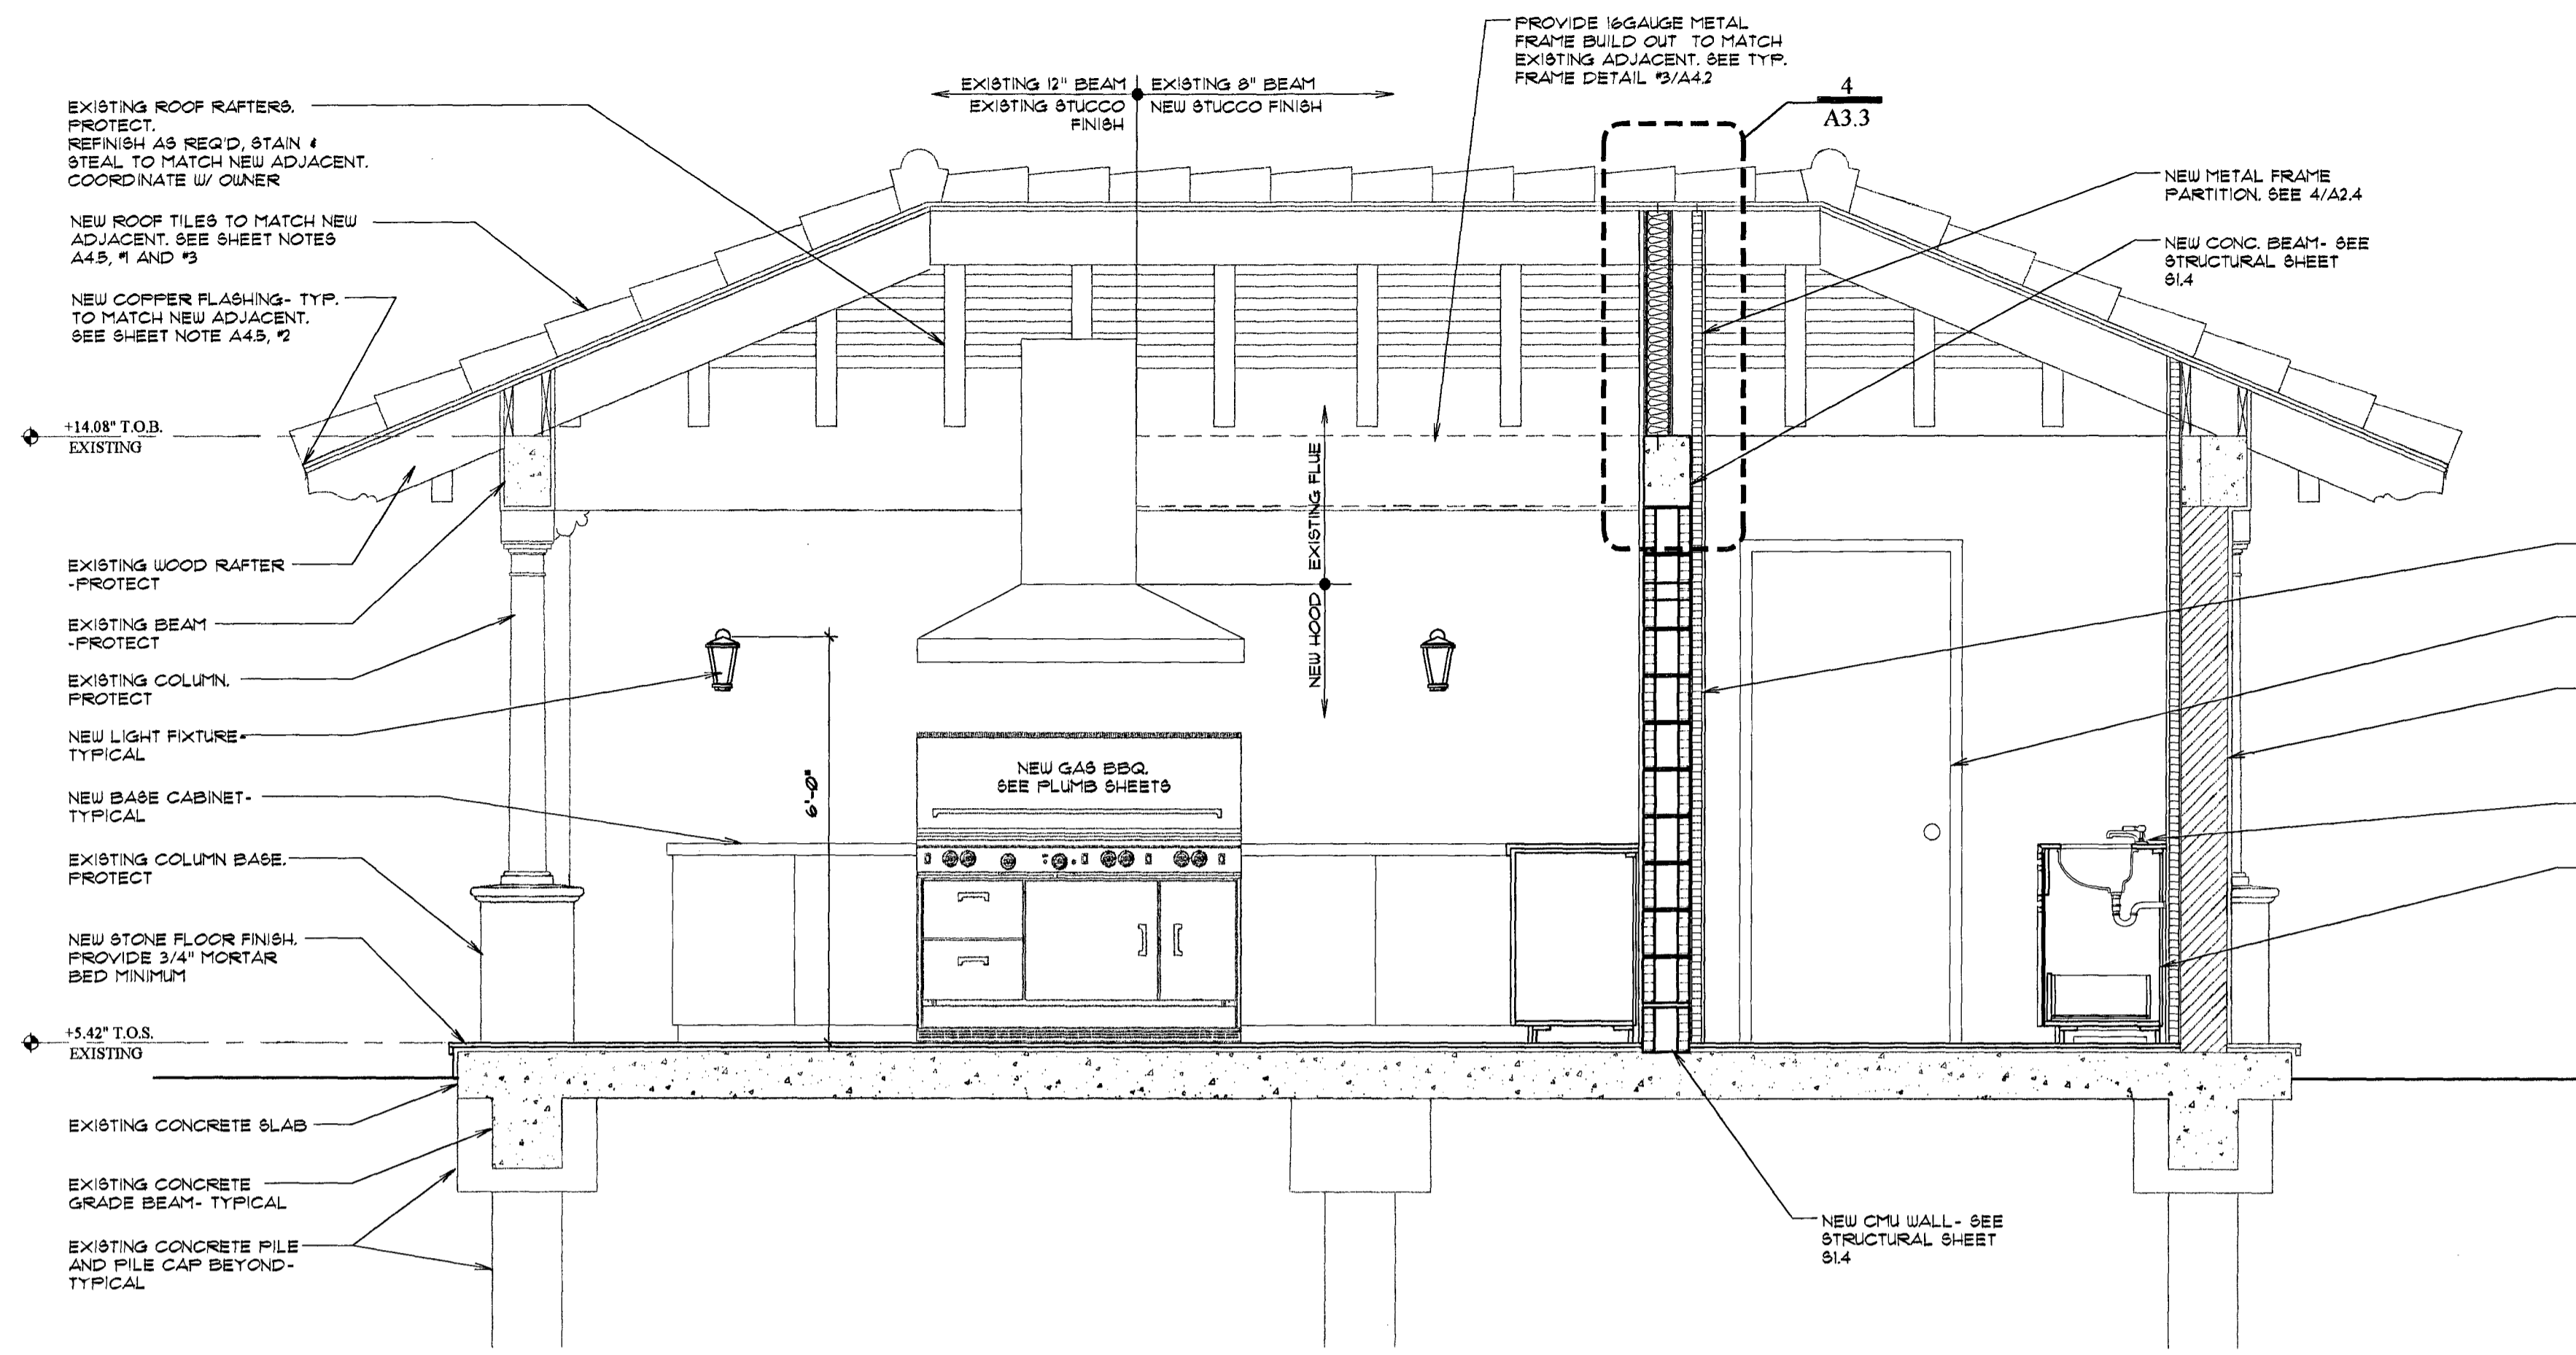 EXISTING ROOF RAFTERS.
PROTECT.
REFINISH AS REQ'D, STAIN &
STEAL TO MATCH NEW ADJACENT.
COORDINATE W/ OWNER
NEW ROOF TILES TO MATCH NEW
ADJACENT. SEE SHEET NOTES
A4.5, #1 AND #3
NEW COPPER FLASHING- TYP.
TO MATCH NEW ADJACENT.
SEE SHEET NOTE A4.5, #2
+14.08" T.O.B.
EXISTING
EXISTING WOOD RAFTER
-PROTECT
EXISTING BEAM
-PROTECT
EXISTING COLUMN.
PROTECT
NEW LIGHT FIXTURE-
TYPICAL
NEW BASE CABINET-
TYPICAL
EXISTING COLUMN BASE.
PROTECT
NEW STONE FLOOR FINISH.
PROVIDE 3/4" MORTAR
BED MINIMUM
+5.42" T.O.S.
EXISTING
EXISTING CONCRETE SLAB
EXISTING CONCRETE
GRADE BEAM- TYPICAL
EXISTING CONCRETE PILE
AND PILE CAP BEYOND-
TYPICAL
EXISTING 12" BEAM
EXISTING STUCCO
FINISH
EXISTING 8" BEAM
NEW STUCCO FINISH
PROVIDE 16GAUGE METAL
FRAME BUILD OUT TO MATCH
EXISTING ADJACENT. SEE TYP.
FRAME DETAIL #3/A4.2
4
A3.3
NEW METAL FRAME
PARTITION. SEE 4/A2.4
NEW CONC. BEAM- SEE
STRUCTURAL SHEET
S1.4
EXISTING FLUE
NEW HOOD
6'-0"
NEW GAS BBQ.
SEE PLUMB SHEETS
NEW CMU WALL- SEE
STRUCTURAL SHEET
S1.4